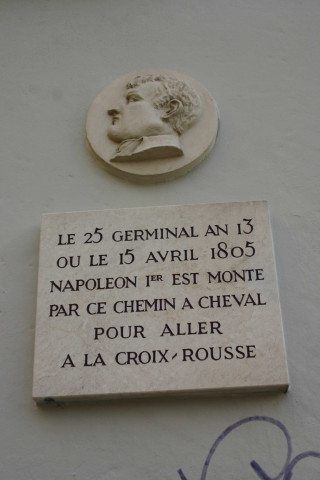 LE 25 GERMINAL AN 13
OU LE 15 AVRIL 1805
NAPOLEON IER EST MONTE
PAR CE CHEMIN A CHEVAL
POUR ALLER
A LA CROIX-ROUSSE